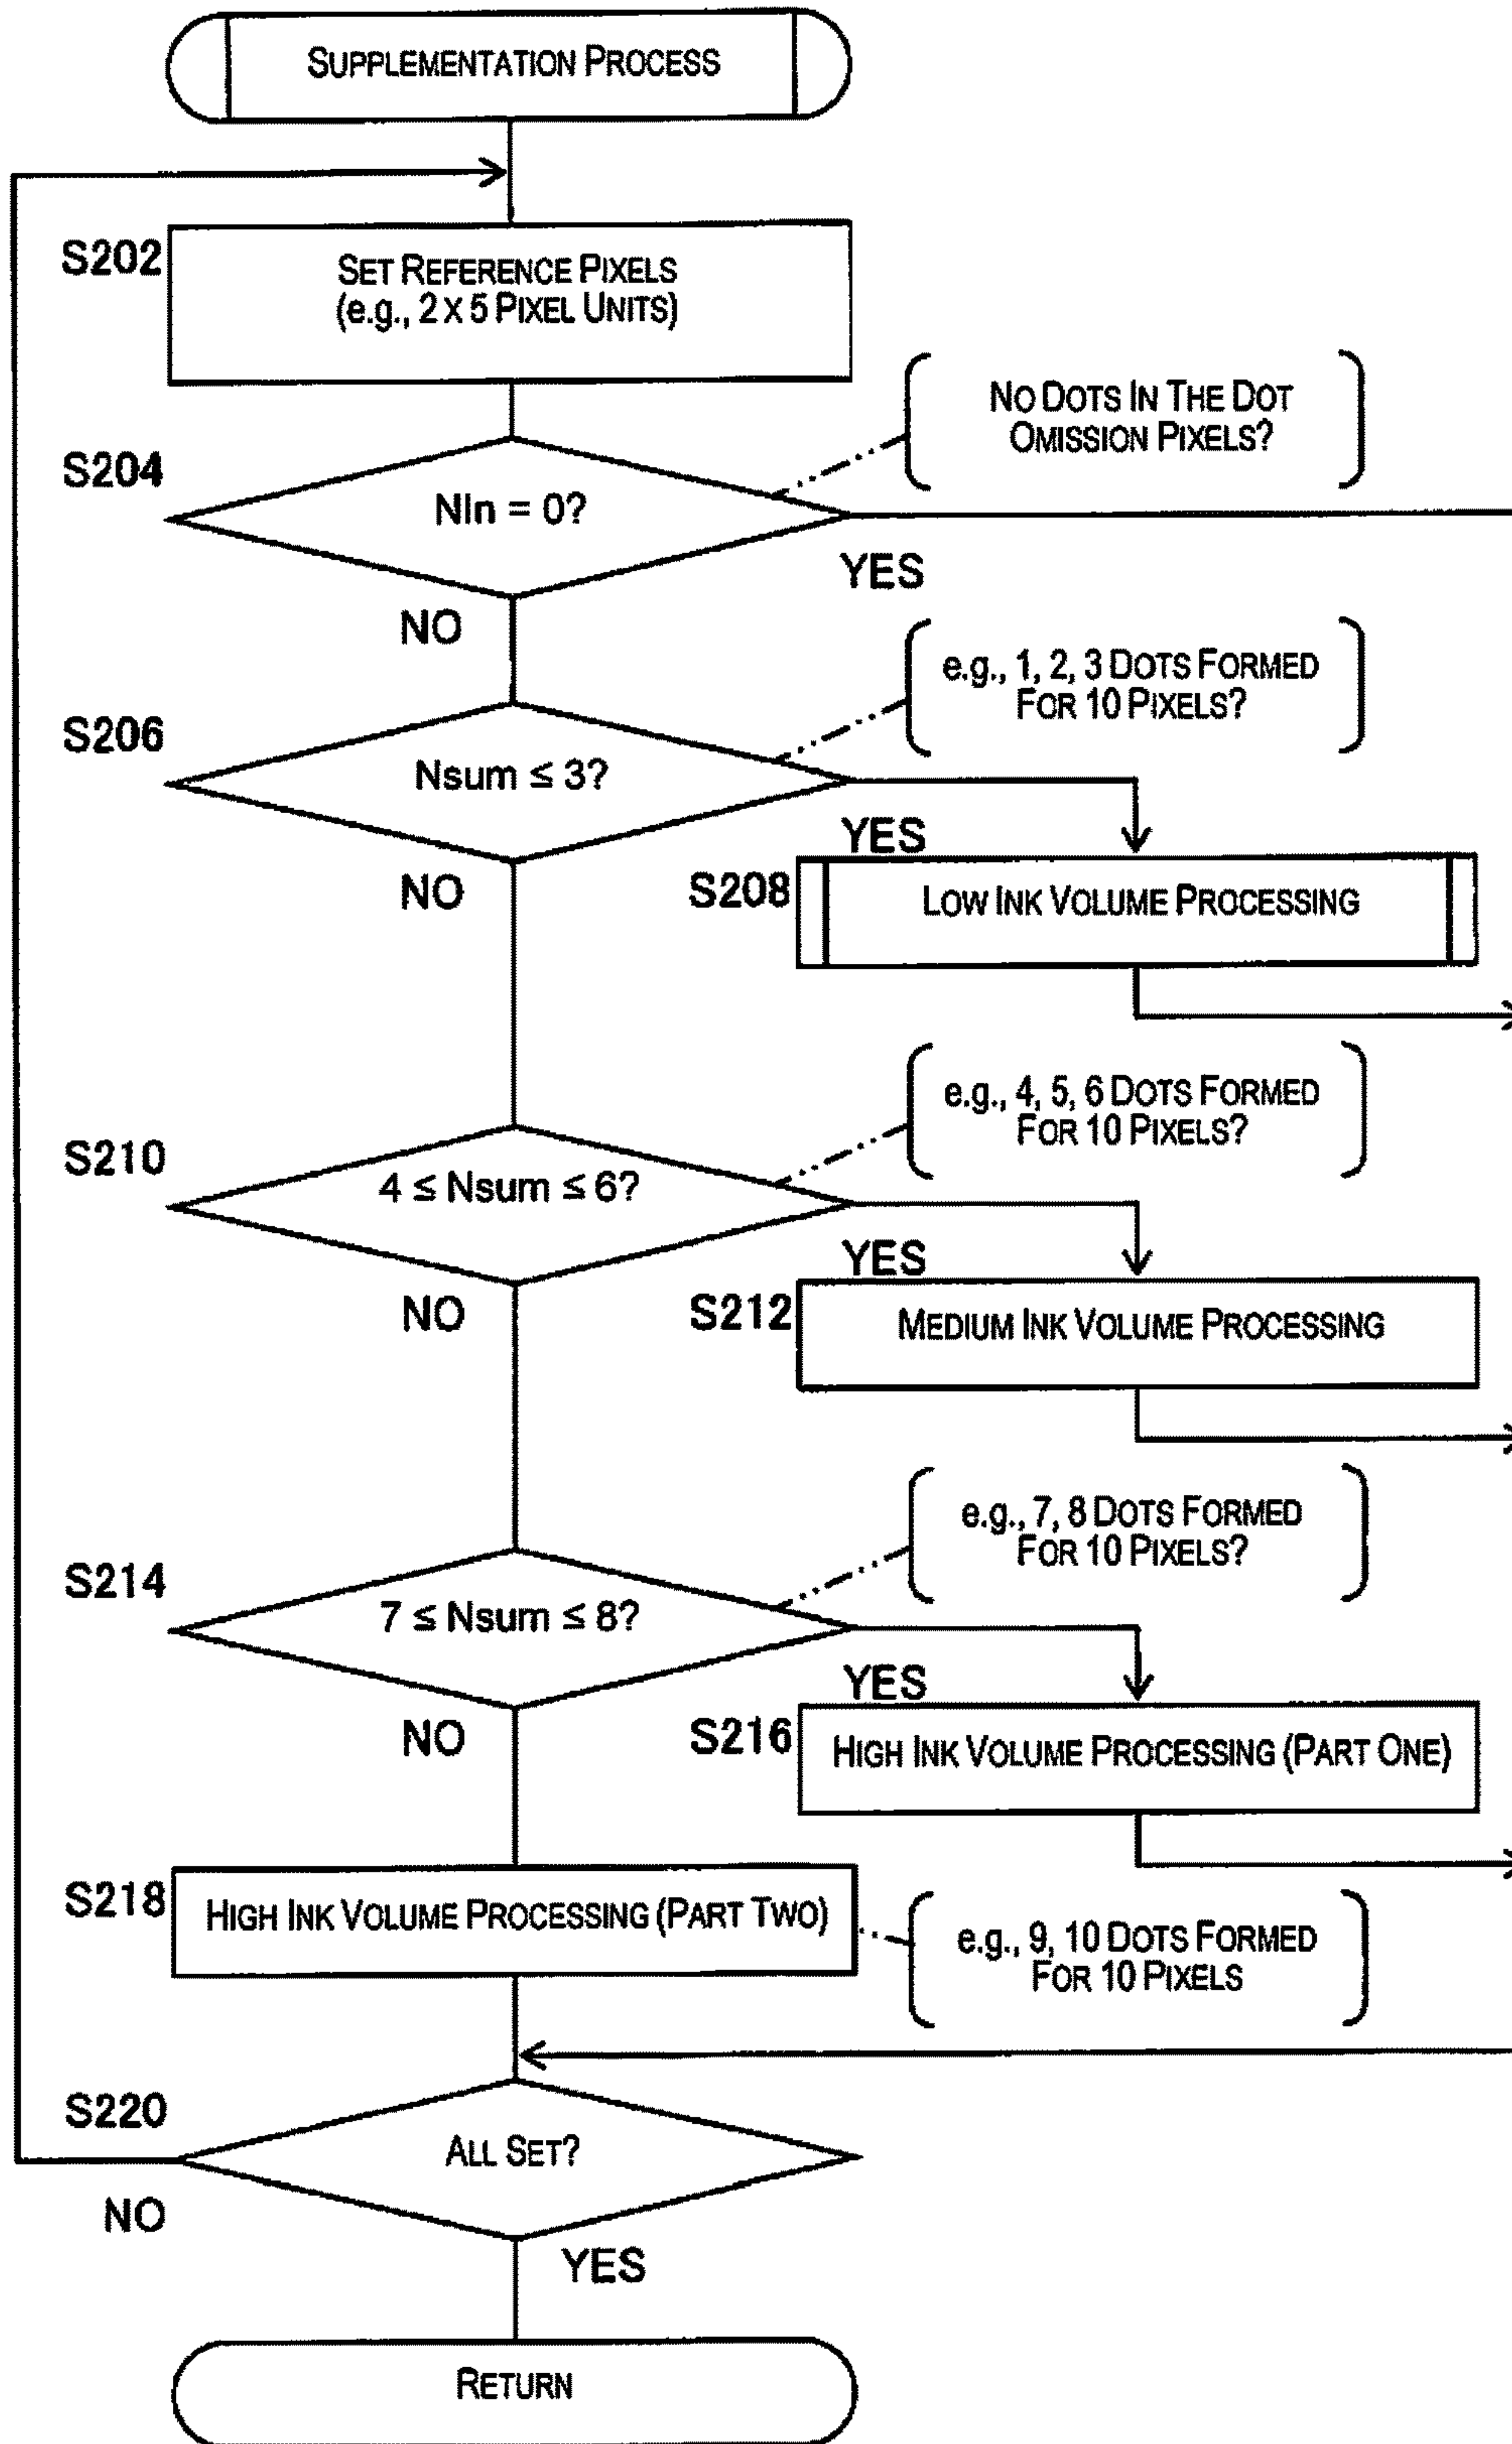 SUPPLEMENTATION PROCESS
S202
SET REFERENCE PIXELS
(e.g., 2 x 5 PIXEL UNITS)
NO DOTS IN THE DOT
OMISSION PIXELS?
S204
Nln = 0?
YES
NO
e.g., 1, 2, 3 DOTS FORMED
FOR 10 PIXELS?
S206
Nsum ≤ 3?
YES
NO
S208
LOW INK VOLUME PROCESSING
e.g., 4, 5, 6 DOTS FORMED
FOR 10 PIXELS?
S210
4 ≤ Nsum ≤ 6?
YES
NO
S212
MEDIUM INK VOLUME PROCESSING
e.g., 7, 8 DOTS FORMED
FOR 10 PIXELS?
S214
7 ≤ Nsum ≤ 8?
YES
NO
S216
HIGH INK VOLUME PROCESSING (PART ONE)
S218
HIGH INK VOLUME PROCESSING (PART TWO)
e.g., 9, 10 DOTS FORMED
FOR 10 PIXELS
S220
ALL SET?
NO
YES
RETURN